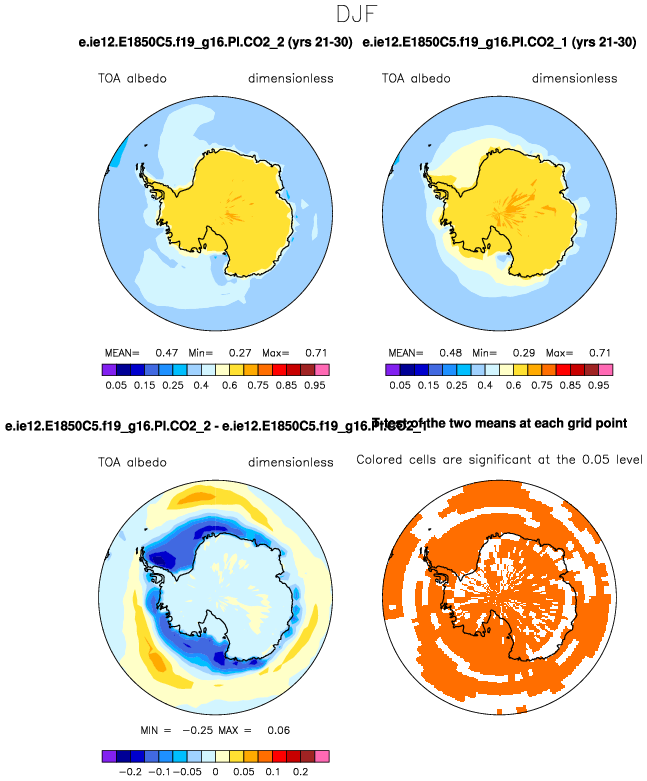 DJF
e.ie12.E1850C5.f19_g16.PI.CO2_2 (yrs 21-30)
e.ie12.E1850C5.f19_g16.PI.CO2_1 (yrs 21-30)
TOA albedo dimensionless
TOA albedo dimensionless
MEAN= 0.47 Min= 0.27 Max= 0.71
MEAN= 0.48 Min= 0.29 Max= 0.71
0.05 0.15 0.25 0.4 0.6 0.75 0.85 0.95
0.05 0.15 0.25 0.4 0.6 0.75 0.85 0.95
e.ie12.E1850C5.f19_g16.PI.CO2_2 - e.ie12.E1850C5.f19_g16.PI.CO2_1
T-test of the two means at each grid point
TOA albedo dimensionless
Colored cells are significant at the 0.05 level
MIN = -0.25 MAX = 0.06
-0.2 -0.1 -0.05 0 0.05 0.1 0.2